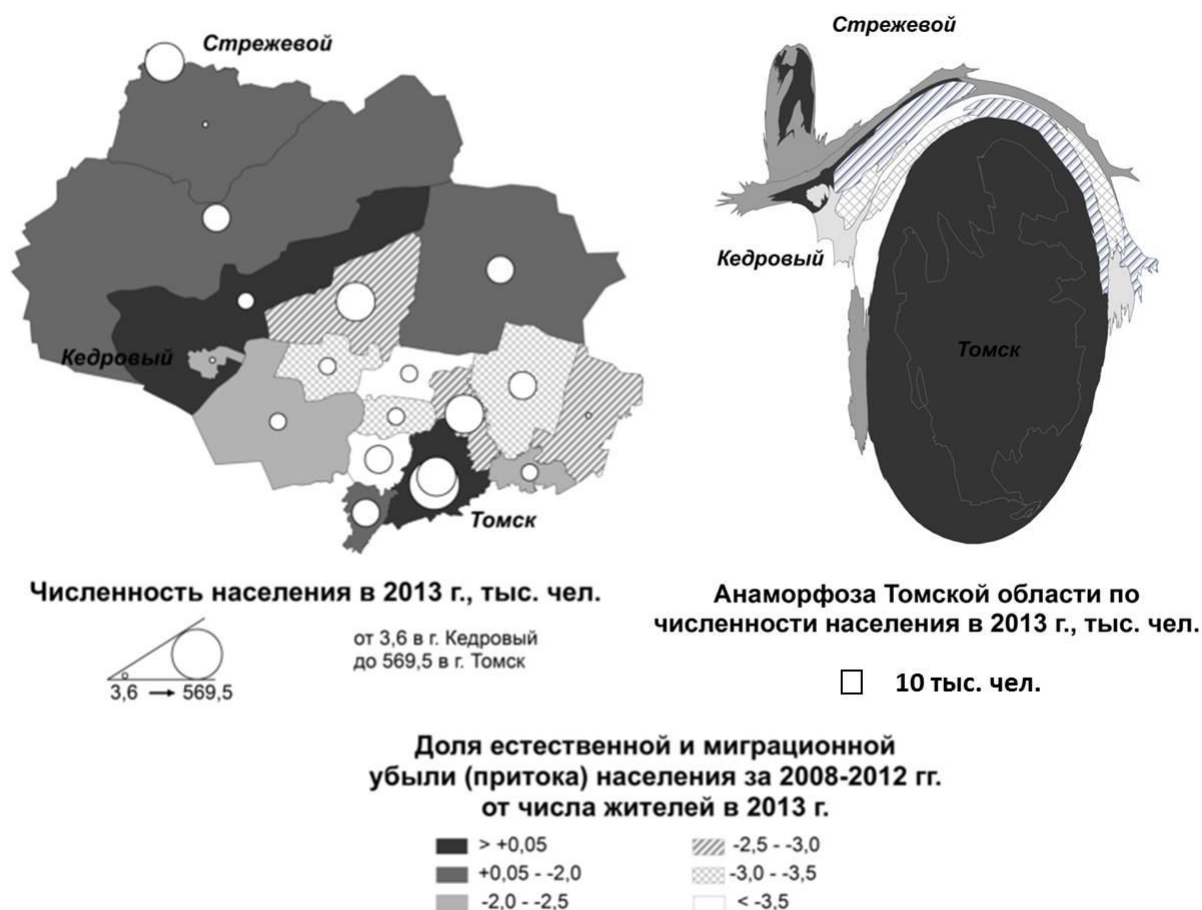 Стрежевой
Кедровый
Томск
Стрежевой
Кедровый
Томск
Численность населения в 2013 г., тыс. чел.
3,6 → 569,5
от 3,6 в г. Кедровый
до 569,5 в г. Томск
Анаморфоза Томской области по
численности населения в 2013 г., тыс. чел.
10 тыс. чел.
Доля естественной и миграционной
убыли (притока) населения за 2008-2012 гг.
от числа жителей в 2013 г.
> +0,05
+0,05 - -2,0
-2,0 - -2,5
-2,5 - -3,0
-3,0 - -3,5
< -3,5